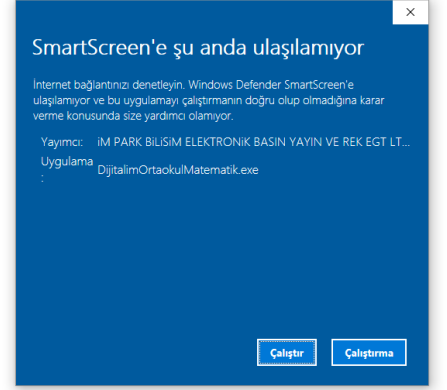 SmartScreen'e şu anda ulaşılamıyor
İnternet bağlantınızı denetleyin. Windows Defender SmartScreen'e
ulaşılamıyor ve bu uygulamayı çalıştırmanın doğru olup olmadığına karar
verme konusunda size yardımcı olamıyor.
Yayımcı: iM PARK BiLiSiM ELEKTRONiK BASIN YAYIN VE REK EGT LT...
Uygulama
: DijitalimOrtaokulMatematik.exe
Çalıştır Çalıştırma